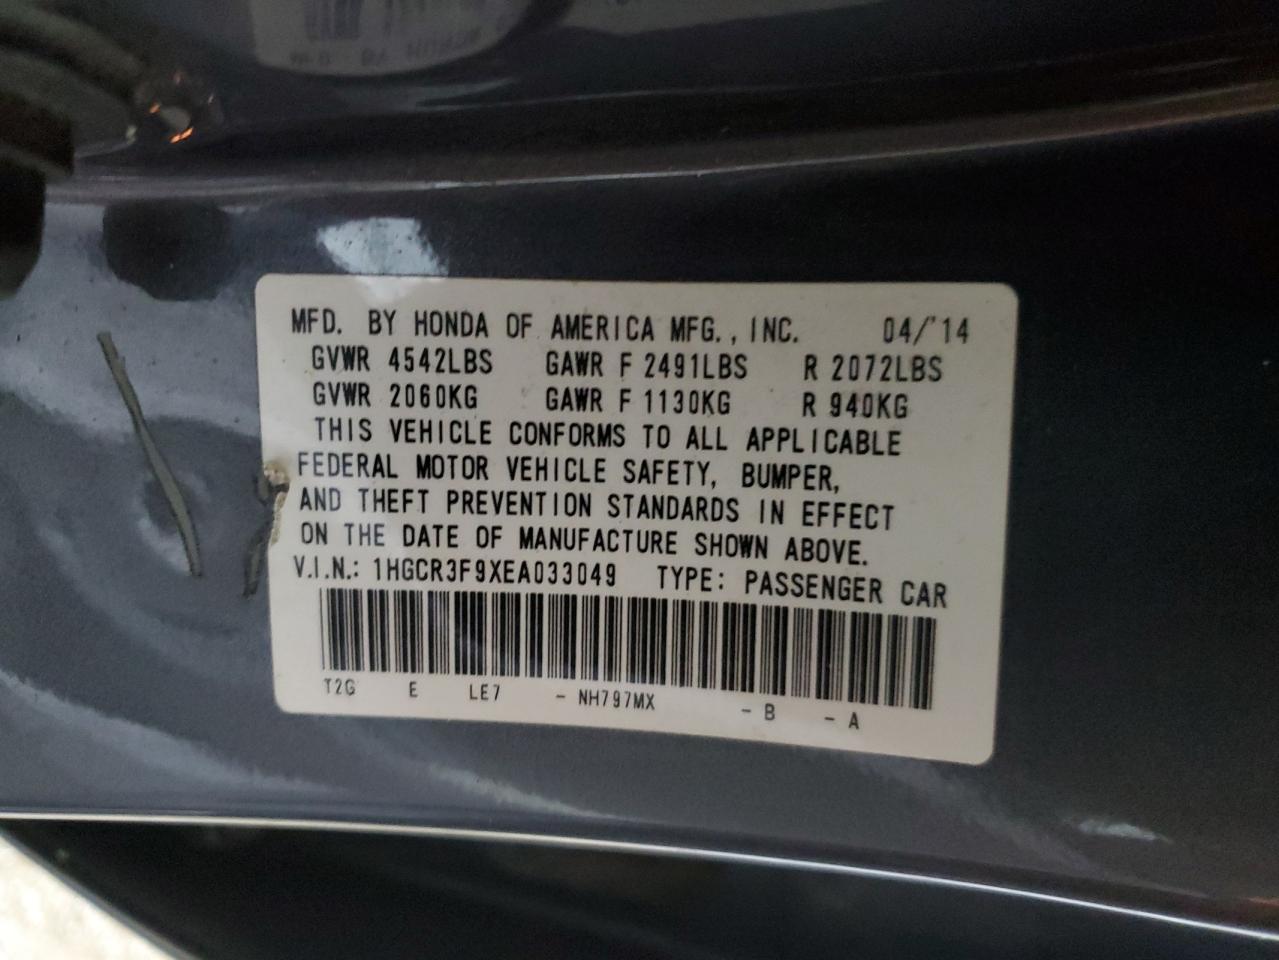 MFD. BY HONDA OF AMERICA MFG., INC. 04/'14
GVWR 4542LBS GAWR F 2491LBS R 2072LBS
GVWR 2060KG GAWR F 1130KG R 940KG
THIS VEHICLE CONFORMS TO ALL APPLICABLE
FEDERAL MOTOR VEHICLE SAFETY, BUMPER,
AND THEFT PREVENTION STANDARDS IN EFFECT
ON THE DATE OF MANUFACTURE SHOWN ABOVE.
V.I.N.: 1HGCR3F9XEA033049 TYPE: PASSENGER CAR
T2G E LE7 - NH797MX - B - A